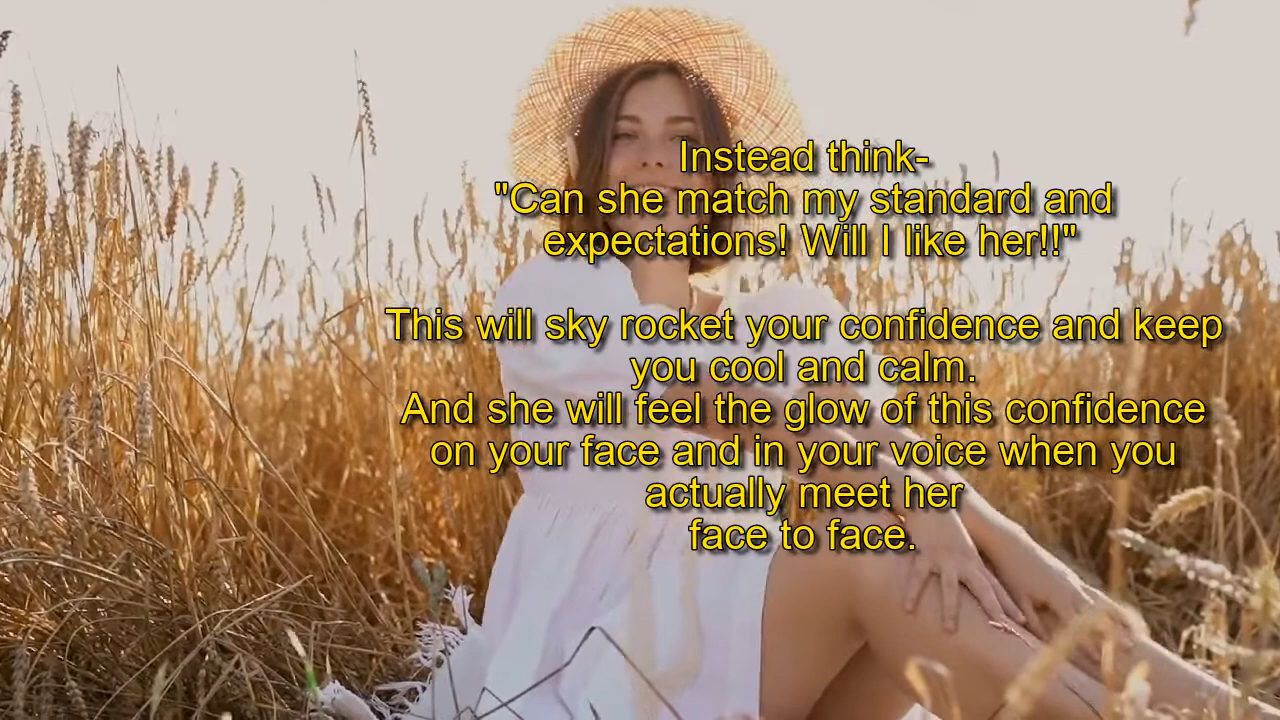 Instead think-
"Can she match my standard and
expectations! Will I like her!!"
This will sky rocket your confidence and keep
you cool and calm.
And she will feel the glow of this confidence
on your face and in your voice when you
actually meet her
face to face.